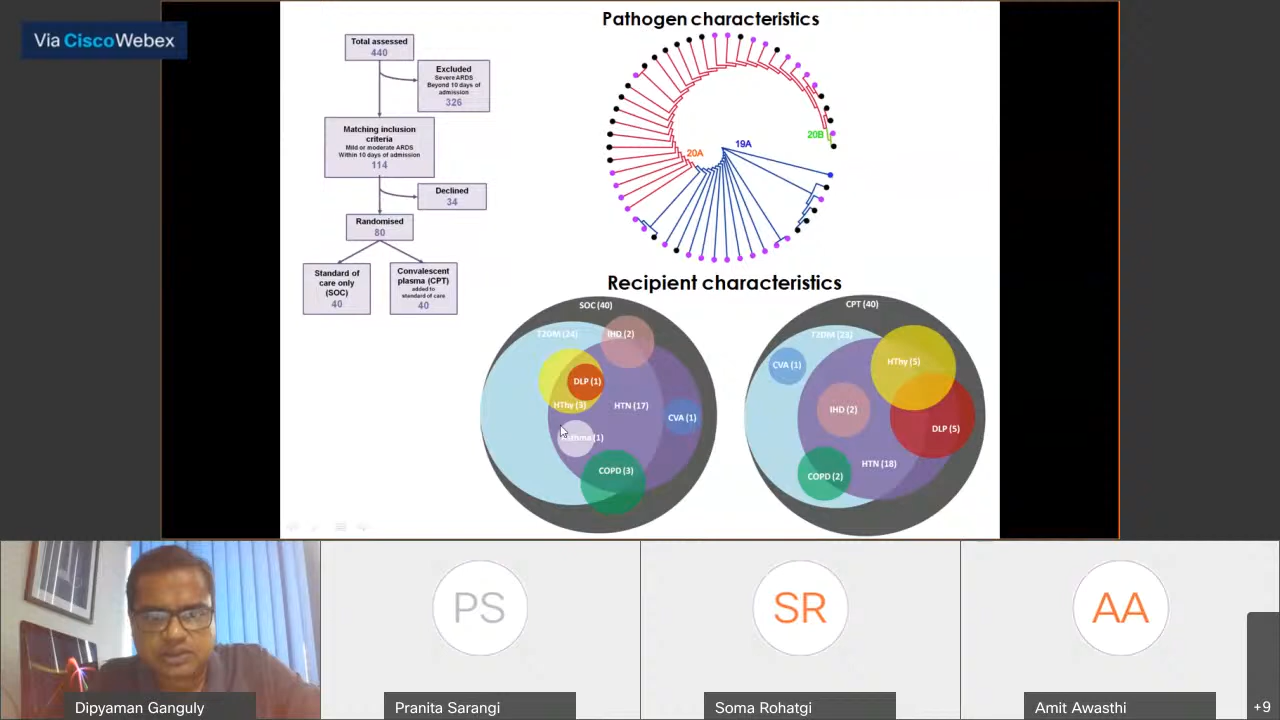 Via CiscoWebex
Total assessed
440
Excluded
Severe ARDS
Beyond 10 days of
admission
326
Matching inclusion
criteria
Mild or moderate ARDS
Within 10 days of admission
114
Declined
34
Randomised
80
Standard of
care only
(SOC)
40
Convalescent
plasma (CPT)
added to
standard of care
40
Pathogen characteristics
20B
19A
20A
Recipient characteristics
SOC (40)
T2DM (24)
IHD (2)
DLP (1)
HThy (3)
HTN (17)
CVA (1)
Asthma (1)
COPD (3)
CPT (40)
CVA (1)
HThy (5)
IHD (2)
DLP (5)
HTN (18)
COPD (2)
PS
SR
AA
Dipyaman Ganguly
Pranita Sarangi
Soma Rohatgi
Amit Awasthi
+9